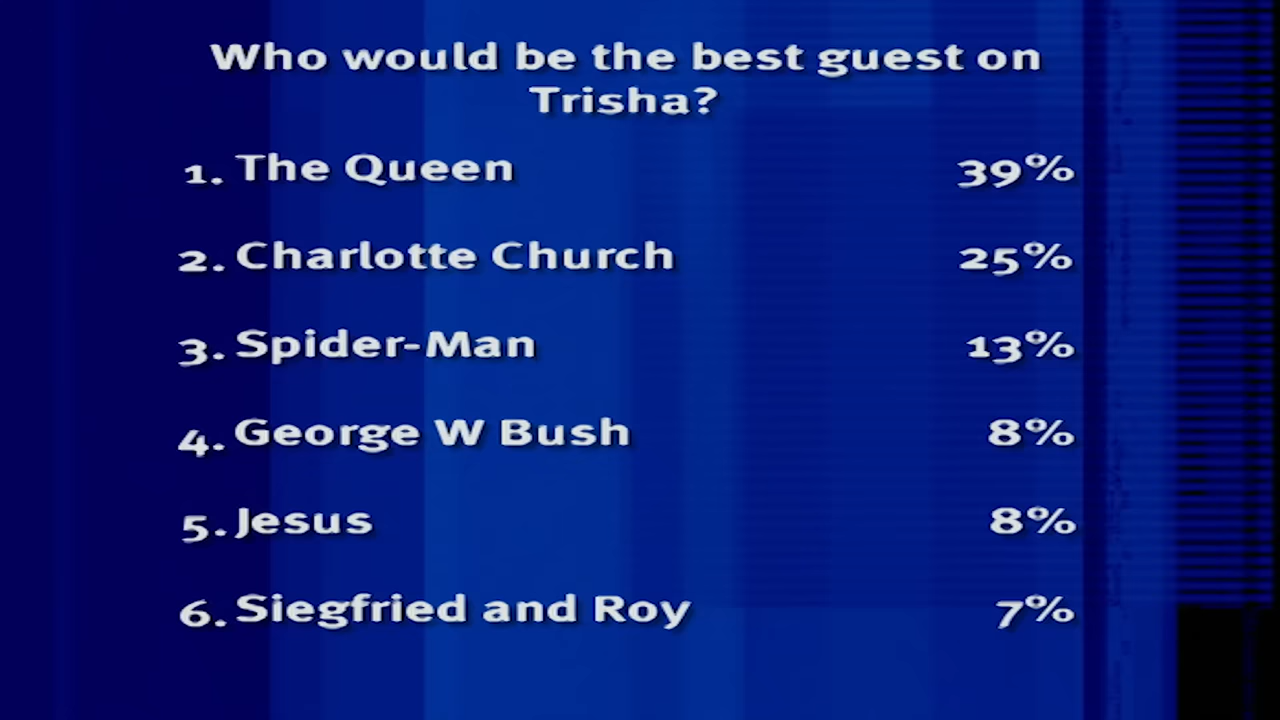 Who would be the best guest on
Trisha?
1. The Queen 39%
2. Charlotte Church 25%
3. Spider-Man 13%
4. George W Bush 8%
5. Jesus 8%
6. Siegfried and Roy 7%